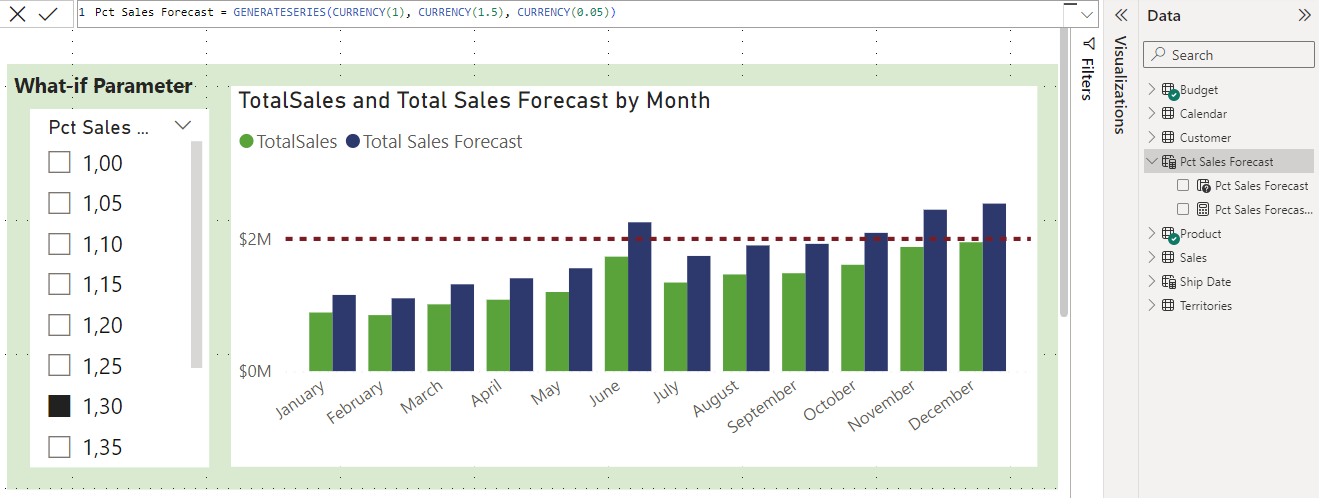 1 Pct Sales Forecast = GENERATESERIES(CURRENCY(1), CURRENCY(1.5), CURRENCY(0.05))
What-if Parameter
Pct Sales ...
1,00
1,05
1,10
1,15
1,20
1,25
1,30
1,35
TotalSales and Total Sales Forecast by Month
TotalSales Total Sales Forecast
$2M
$0M
January
February
March
April
May
June
July
August
September
October
November
December
Filters
Visualizations
Data
Search
Budget
Calendar
Customer
Pct Sales Forecast
Pct Sales Forecast
Pct Sales Forecas...
Product
Sales
Ship Date
Territories